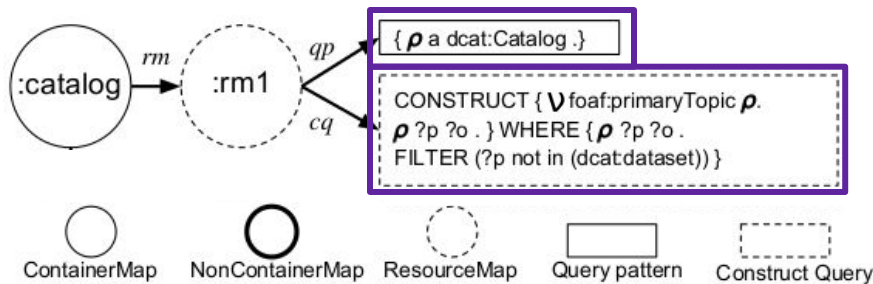 :catalog
rm
:rm1
qp
cq
{ ρ a dcat:Catalog .}
CONSTRUCT { ν foaf:primaryTopic ρ.
ρ ?p ?o . } WHERE { ρ ?p ?o .
FILTER (?p not in (dcat:dataset)) }
ContainerMap
NonContainerMap
ResourceMap
Query pattern
Construct Query